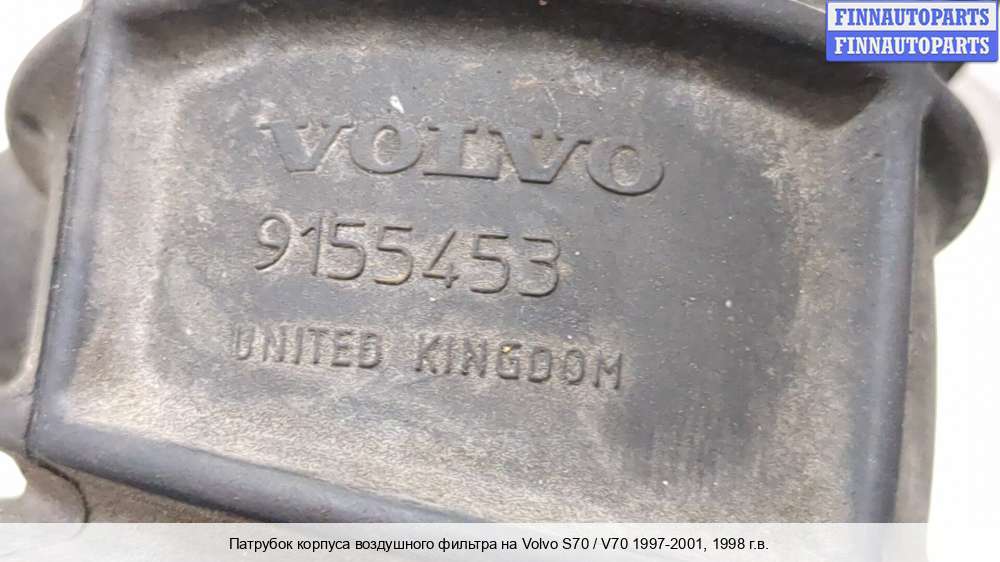 FINNAUTOPARTS
FINNAUTOPARTS
VOLVO
9155453
UNITED KINGDOM
Патрубок корпуса воздушного фильтра на Volvo S70 / V70 1997-2001, 1998 г.в.